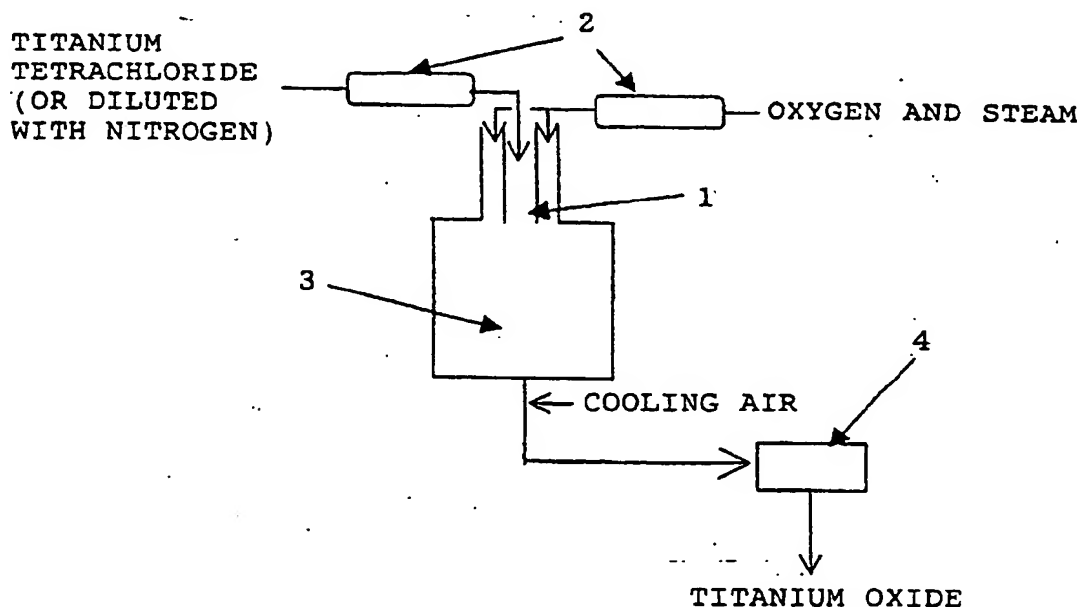 2
TITANIUM
TETRACHLORIDE
(OR DILUTED
WITH NITROGEN)
OXYGEN AND STEAM
1
3
4
COOLING AIR
TITANIUM OXIDE